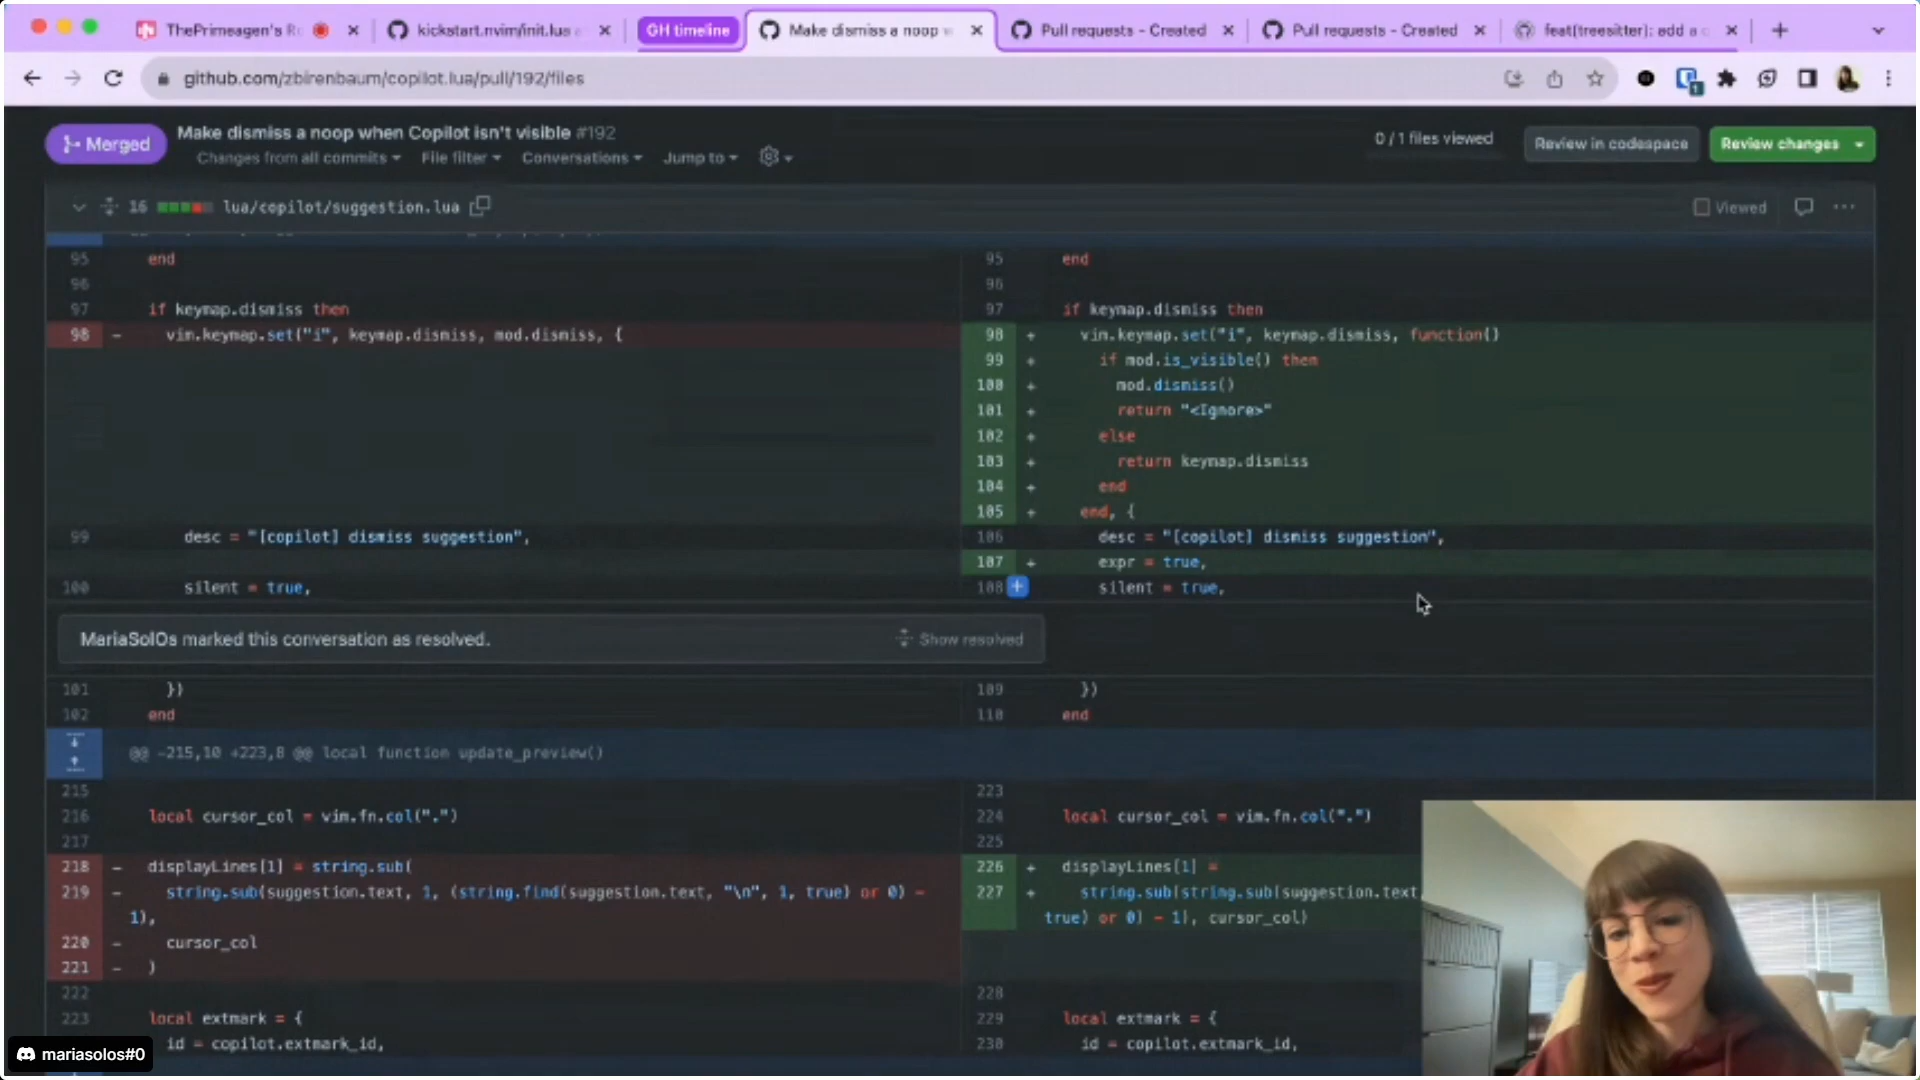 ThePrimeagen's Ro
kickstart.nvim/init.lua a
GH timeline
Make dismiss a noop w
Pull requests - Created
Pull requests - Created
feat(treesitter): add a c
github.com/zbirenbaum/copilot.lua/pull/192/files
Merged
Make dismiss a noop when Copilot isn't visible #192
Changes from all commits
File filter
Conversations
Jump to
0 / 1 files viewed
Review in codespace
Review changes
16
lua/copilot/suggestion.lua
Viewed
95 end
96
97 if keymap.dismiss then
98 - vim.keymap.set("i", keymap.dismiss, mod.dismiss, {
99 desc = "[copilot] dismiss suggestion",
100 silent = true,
95 end
96
97 if keymap.dismiss then
98 + vim.keymap.set("i", keymap.dismiss, function()
99 + if mod.is_visible() then
100 + mod.dismiss()
101 + return "<Ignore>"
102 + else
103 + return keymap.dismiss
104 + end
105 + end, {
106 desc = "[copilot] dismiss suggestion",
107 + expr = true,
108 silent = true,
MariaSolOs marked this conversation as resolved.
Show resolved
101 })
102 end
109 })
110 end
@@ -215,10 +223,8 @@ local function update_preview()
215
216 local cursor_col = vim.fn.col(".")
217
218 - displayLines[1] = string.sub(
219 - string.sub(suggestion.text, 1, (string.find(suggestion.text, "\n", 1, true) or 0) -
1),
220 - cursor_col
221 - )
222
223 local extmark = {
id = copilot.extmark_id,
223
224 local cursor_col = vim.fn.col(".")
225
226 + displayLines[1] =
227 + string.sub(string.sub(suggestion.text,
true) or 0) - 1), cursor_col)
228
229 local extmark = {
230 id = copilot.extmark_id,
mariasolos#0